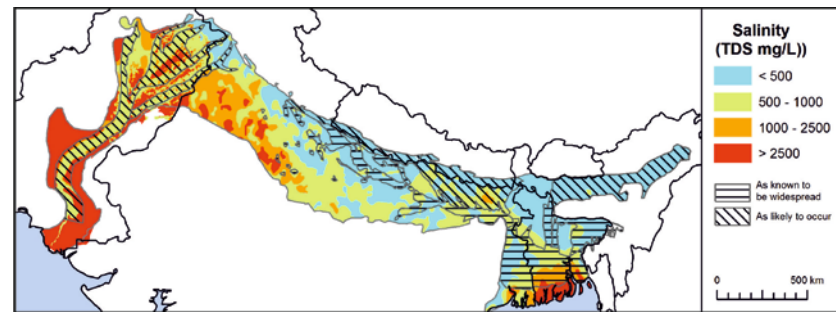 Salinity
(TDS mg/L))
< 500
500 - 1000
1000 - 2500
> 2500
As known to
be widespread
As likely to occur
0 500 km